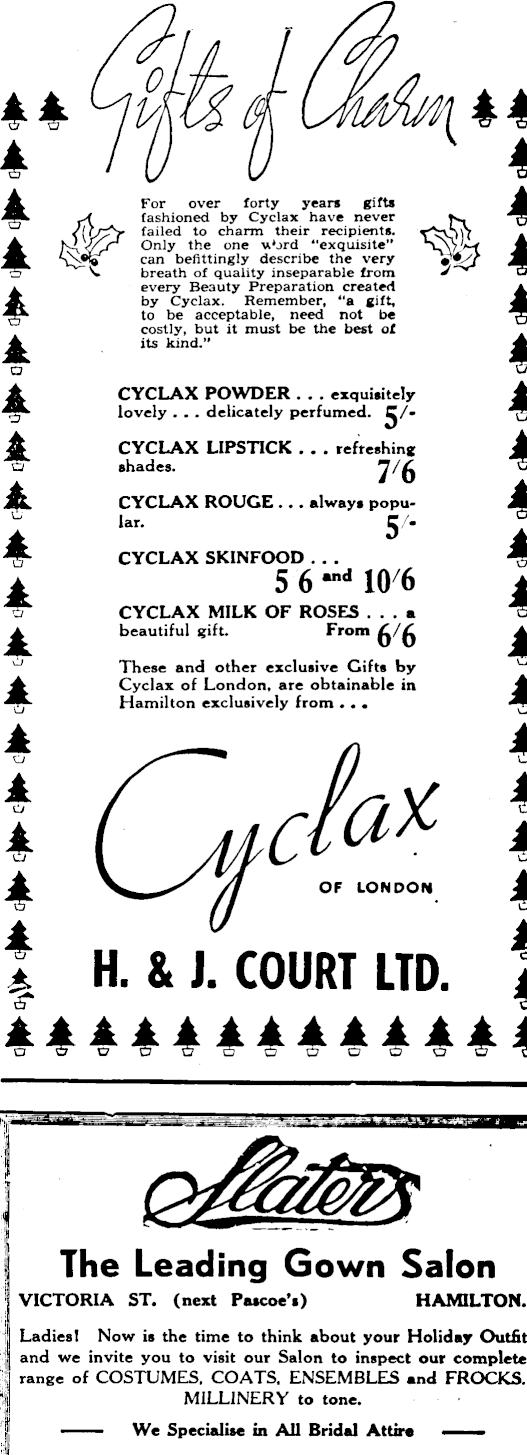 Gifts of Charm
For over forty years gifts
fashioned by Cyclax have never
failed to charm their recipients.
Only the one word "exquisite"
can befittingly describe the very
breath of quality inseparable from
every Beauty Preparation created
by Cyclax. Remember, "a gift,
to be acceptable, need not be
costly, but it must be the best of
its kind."
CYCLAX POWDER . . . exquisitely
lovely . . . delicately perfumed. 5/-
CYCLAX LIPSTICK . . . refreshing
shades. 7/6
CYCLAX ROUGE . . . always popu-
lar. 5/-
CYCLAX SKINFOOD . . .
5 6 and 10/6
CYCLAX MILK OF ROSES . . . a
beautiful gift. From 6/6
These and other exclusive Gifts by
Cyclax of London, are obtainable in
Hamilton exclusively from . . .
Cyclax
OF LONDON
H. & J. COURT LTD.
Slaters
The Leading Gown Salon
VICTORIA ST. (next Pascoe's) HAMILTON.
Ladies! Now is the time to think about your Holiday Outfit
and we invite you to visit our Salon to inspect our complete
range of COSTUMES, COATS, ENSEMBLES and FROCKS.
MILLINERY to tone.
We Specialise in All Bridal Attire